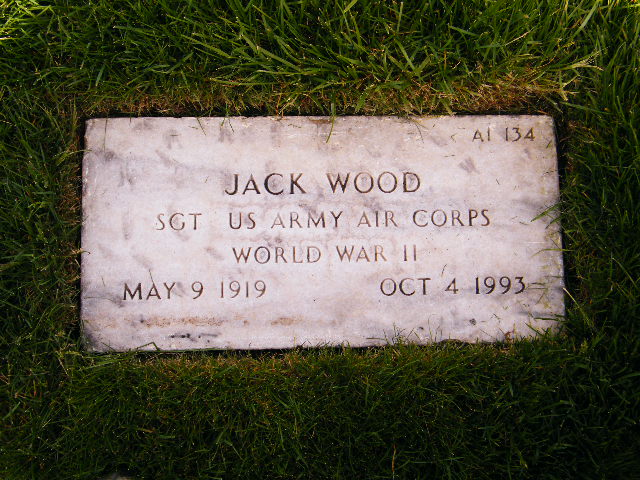 A1 134
JACK WOOD
SGT US ARMY AIR CORPS
WORLD WAR II
MAY 9 1919 OCT 4 1993